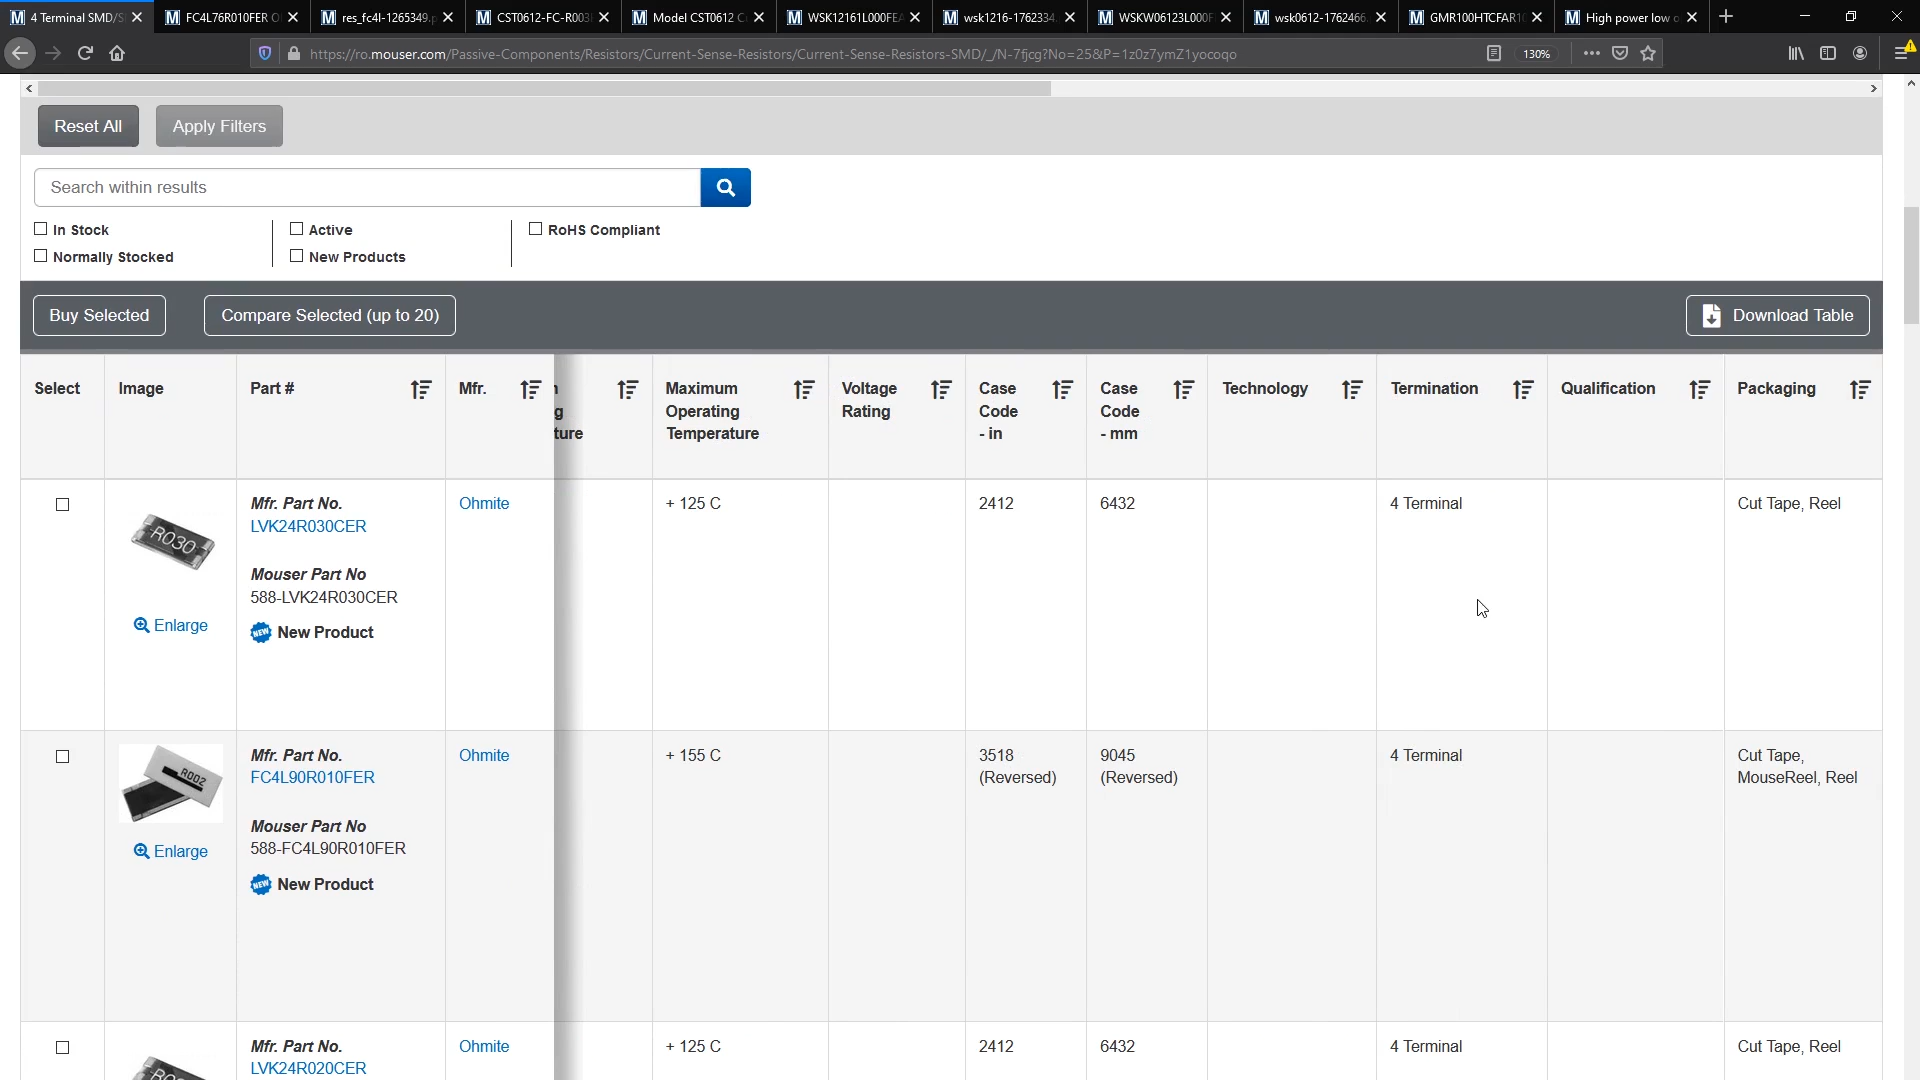 4 Terminal SMD/S
FC4L76R010FER O
res_fc4l-1265349.p
CST0612-FC-R003
Model CST0612 C
WSK12161L000FEA
wsk1216-1762334.
WSKW06123L000F
wsk0612-1762466.
GMR100HTCFAR10
High power low o
https://ro.mouser.com/Passive-Components/Resistors/Current-Sense-Resistors/Current-Sense-Resistors-SMD/_/N-7fjcg?No=25&P=1z0z7ymZ1yocoqo
130%
Reset All
Apply Filters
Search within results
In Stock
Active
RoHS Compliant
Normally Stocked
New Products
Buy Selected
Compare Selected (up to 20)
Download Table
Select
Image
Part #
Mfr.
g
ture
Maximum
Operating
Temperature
Voltage
Rating
Case
Code
- in
Case
Code
- mm
Technology
Termination
Qualification
Packaging
R030
Enlarge
Mfr. Part No.
LVK24R030CER
Mouser Part No
588-LVK24R030CER
NEW New Product
Ohmite
+ 125 C
2412
6432
4 Terminal
Cut Tape, Reel
R002
Enlarge
Mfr. Part No.
FC4L90R010FER
Mouser Part No
588-FC4L90R010FER
NEW New Product
Ohmite
+ 155 C
3518
(Reversed)
9045
(Reversed)
4 Terminal
Cut Tape,
MouseReel, Reel
Mfr. Part No.
LVK24R020CER
Ohmite
+ 125 C
2412
6432
4 Terminal
Cut Tape, Reel